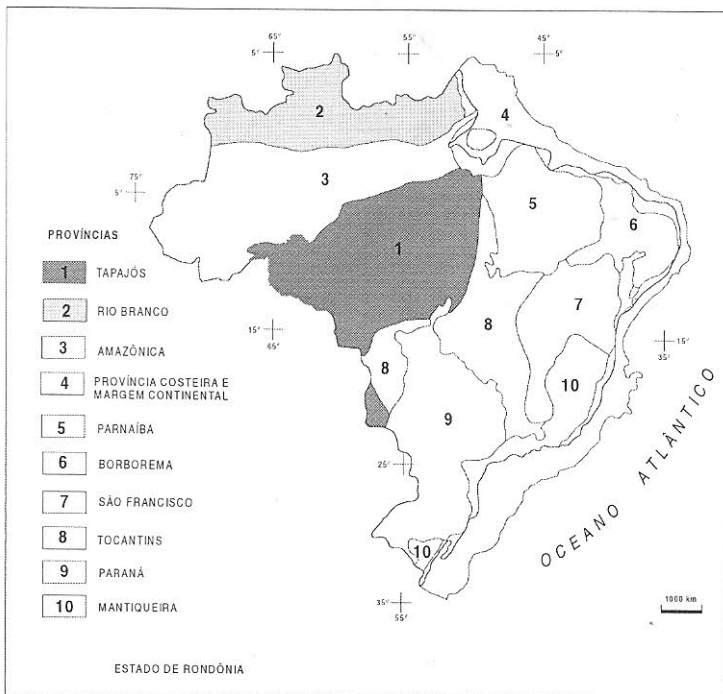 65°
55°
45°
5°
5°
2
4
75°
5°
3
5
6
1
PROVÍNCIAS
1 TAPAJÓS
2 RIO BRANCO
3 AMAZÔNICA
4 PROVÍNCIA COSTEIRA E
MARGEM CONTINENTAL
5 PARNAÍBA
6 BORBOREMA
7 SÃO FRANCISCO
8 TOCANTINS
9 PARANÁ
10 MANTIQUEIRA
15°
65°
8
7
15°
35°
8
10
9
25°
10
35°
55°
OCEANO ATLÂNTICO
1000 km
ESTADO DE RONDÔNIA